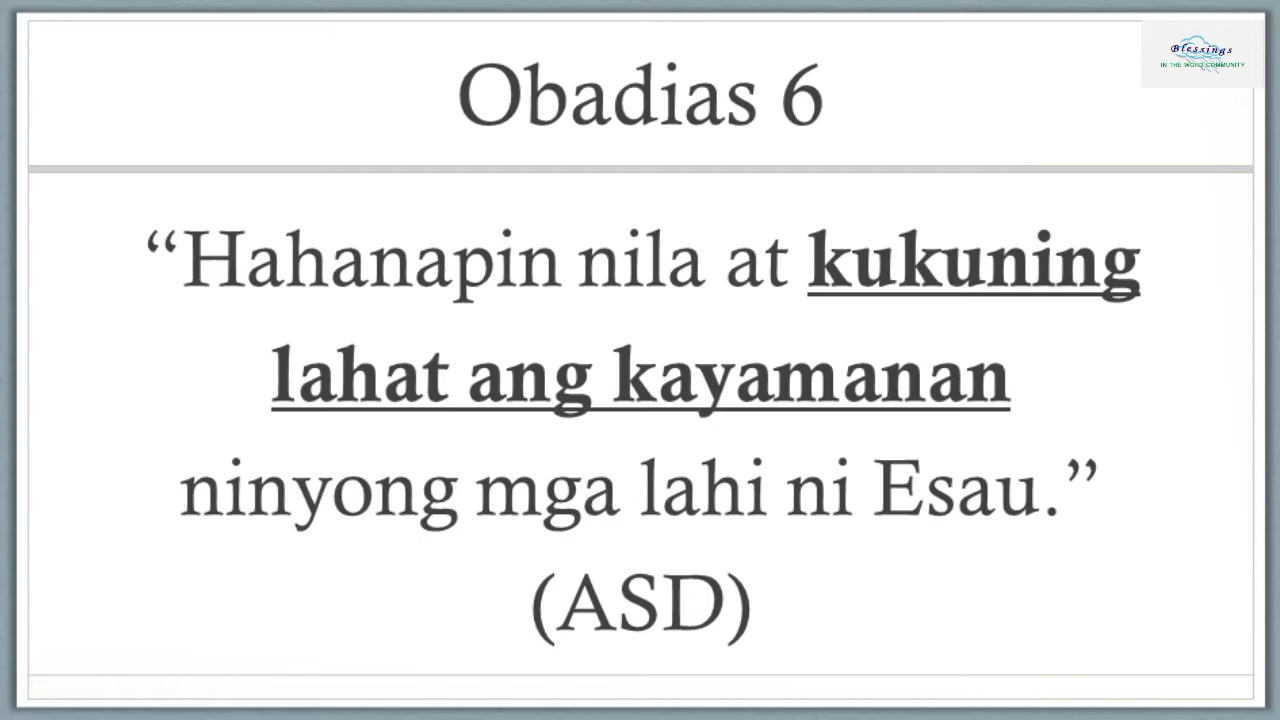 Obadias 6
Blessings
IN THE WORD COMMUNITY
“Hahanapin nila at kukuning
lahat ang kayamanan
ninyong mga lahi ni Esau.”
(ASD)